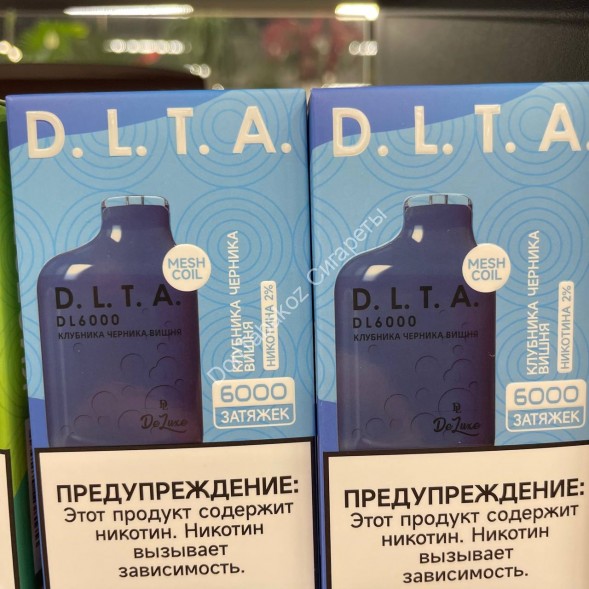 D. L. T. A.
MESH
COIL
D. L. T. A.
DL6000
КЛУБНИКА ЧЕРНИКА ВИШНЯ
КЛУБНИКА ЧЕРНИКА
ВИШНЯ
НИКОТИНА 2%
6000
ЗАТЯЖЕК
DeLuxe
ПРЕДУПРЕЖДЕНИЕ:
Этот продукт содержит
никотин. Никотин
вызывает
зависимость.
D. L. T. A.
MESH
COIL
D. L. T. A.
DL6000
КЛУБНИКА ЧЕРНИКА ВИШНЯ
КЛУБНИКА ЧЕРНИКА
ВИШНЯ
НИКОТИНА 2%
6000
ЗАТЯЖЕК
DeLuxe
ПРЕДУПРЕЖДЕНИЕ:
Этот продукт содержит
никотин. Никотин
вызывает
зависимость.
Сигареты